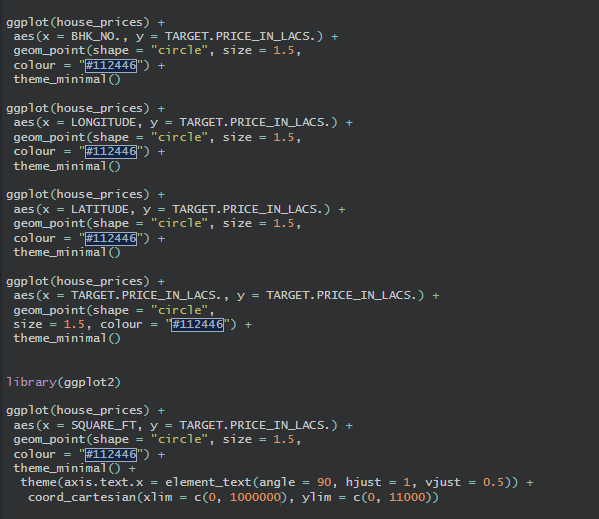 ggplot(house_prices) +
 aes(x = BHK_NO., y = TARGET.PRICE_IN_LACS.) +
 geom_point(shape = "circle", size = 1.5,
 colour = "#112446") +
 theme_minimal()
ggplot(house_prices) +
 aes(x = LONGITUDE, y = TARGET.PRICE_IN_LACS.) +
 geom_point(shape = "circle", size = 1.5,
 colour = "#112446") +
 theme_minimal()
ggplot(house_prices) +
 aes(x = LATITUDE, y = TARGET.PRICE_IN_LACS.) +
 geom_point(shape = "circle", size = 1.5,
 colour = "#112446") +
 theme_minimal()
ggplot(house_prices) +
 aes(x = TARGET.PRICE_IN_LACS., y = TARGET.PRICE_IN_LACS.) +
 geom_point(shape = "circle",
 size = 1.5, colour = "#112446") +
 theme_minimal()
library(ggplot2)
ggplot(house_prices) +
 aes(x = SQUARE_FT, y = TARGET.PRICE_IN_LACS.) +
 geom_point(shape = "circle", size = 1.5,
 colour = "#112446") +
 theme_minimal() +
  theme(axis.text.x = element_text(angle = 90, hjust = 1, vjust = 0.5)) +
   coord_cartesian(xlim = c(0, 1000000), ylim = c(0, 11000))